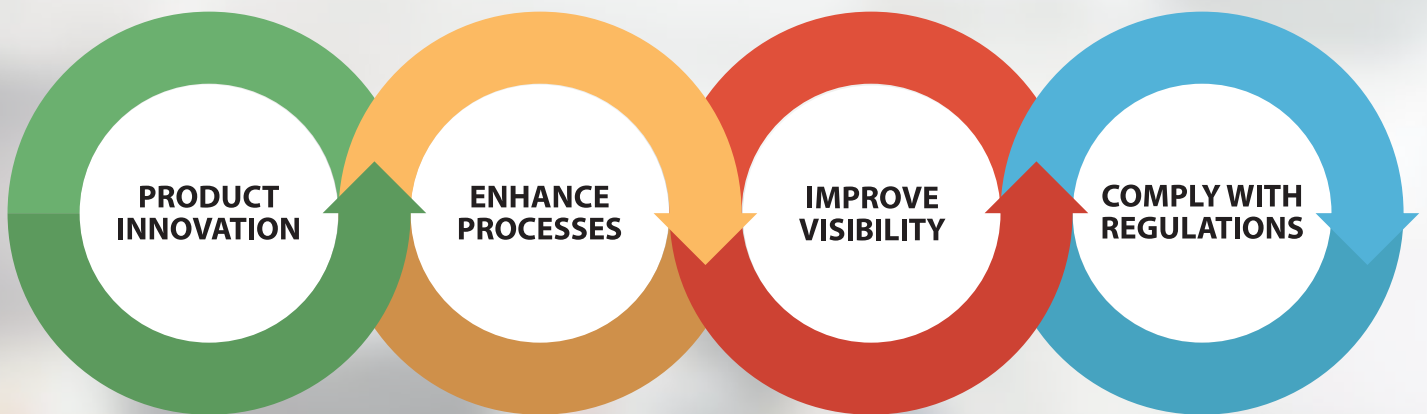 PRODUCT
INNOVATION
ENHANCE
PROCESSES
IMPROVE
VISIBILITY
COMPLY WITH
REGULATIONS